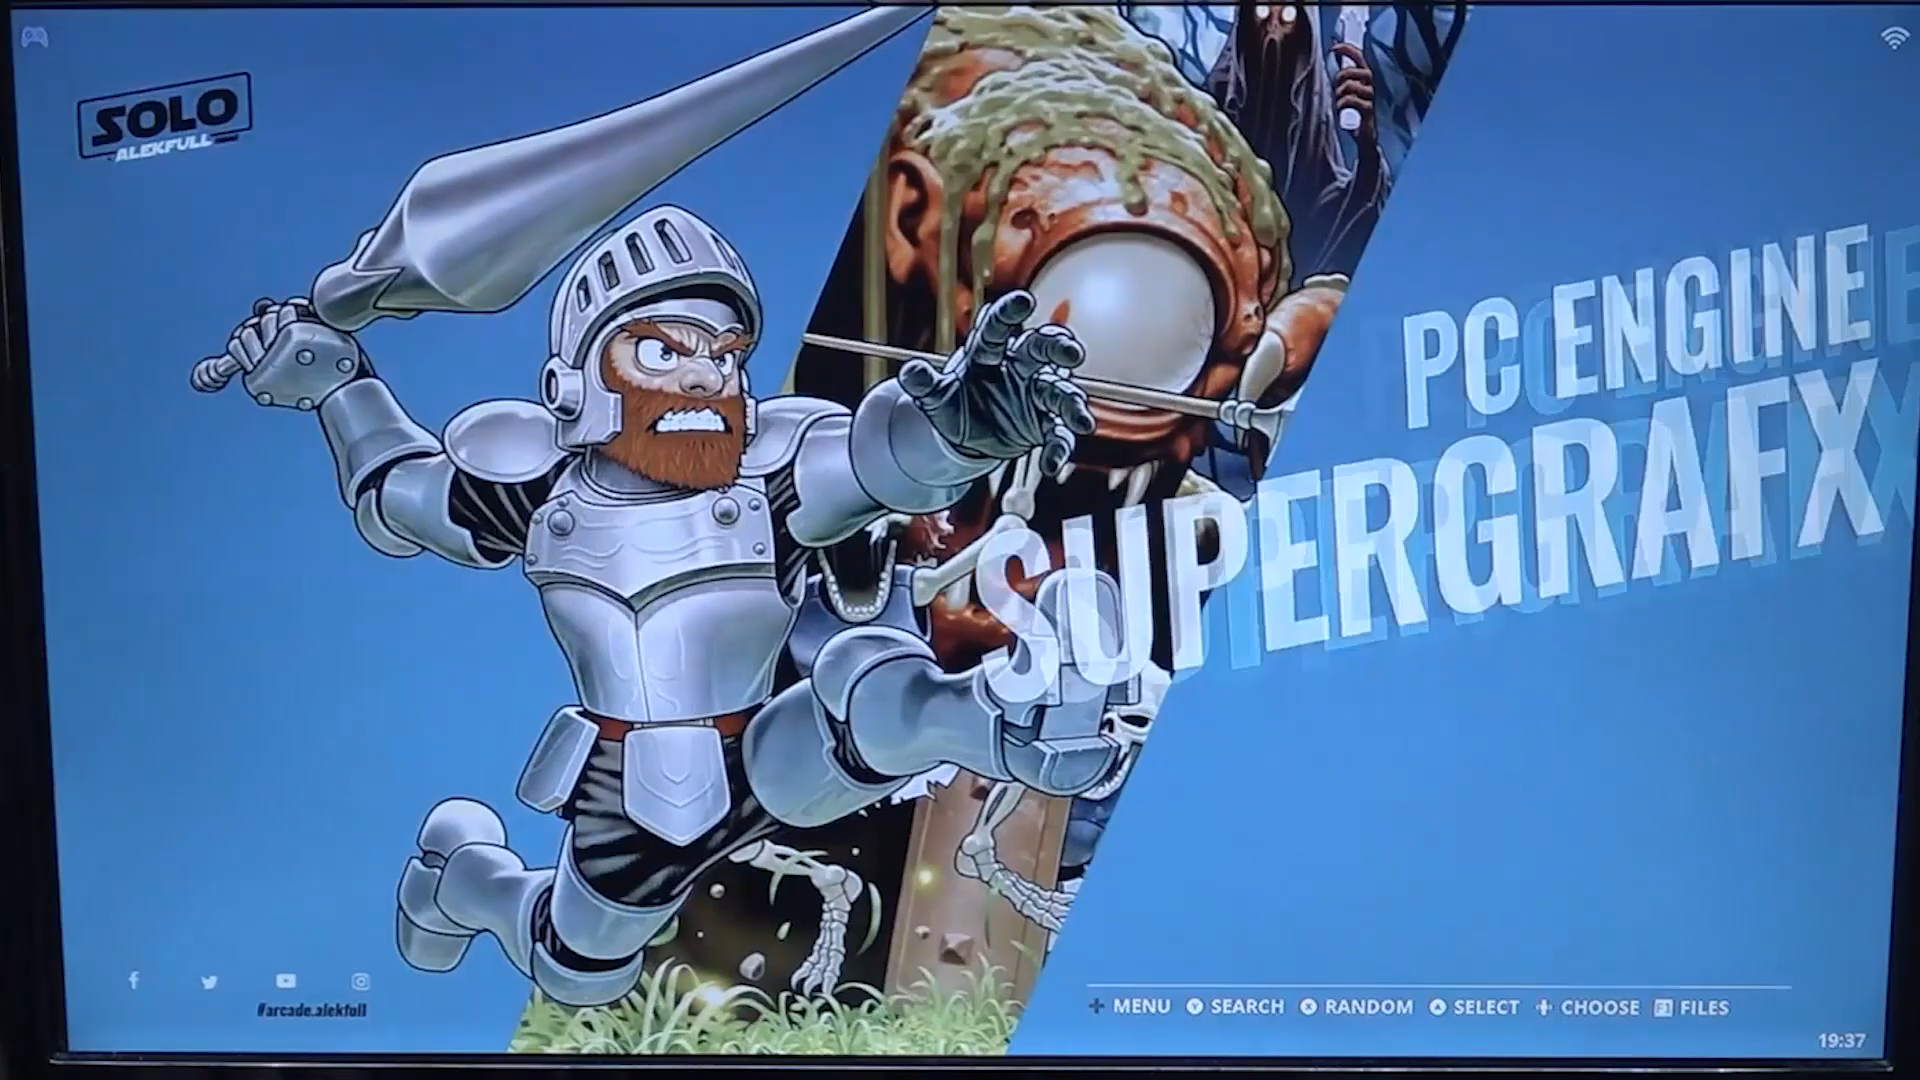 SOLO
ALEKFULL
PC ENGINE
SUPERGRAFX
#arcade.alekfull
MENU SEARCH RANDOM SELECT CHOOSE FILES
19:37